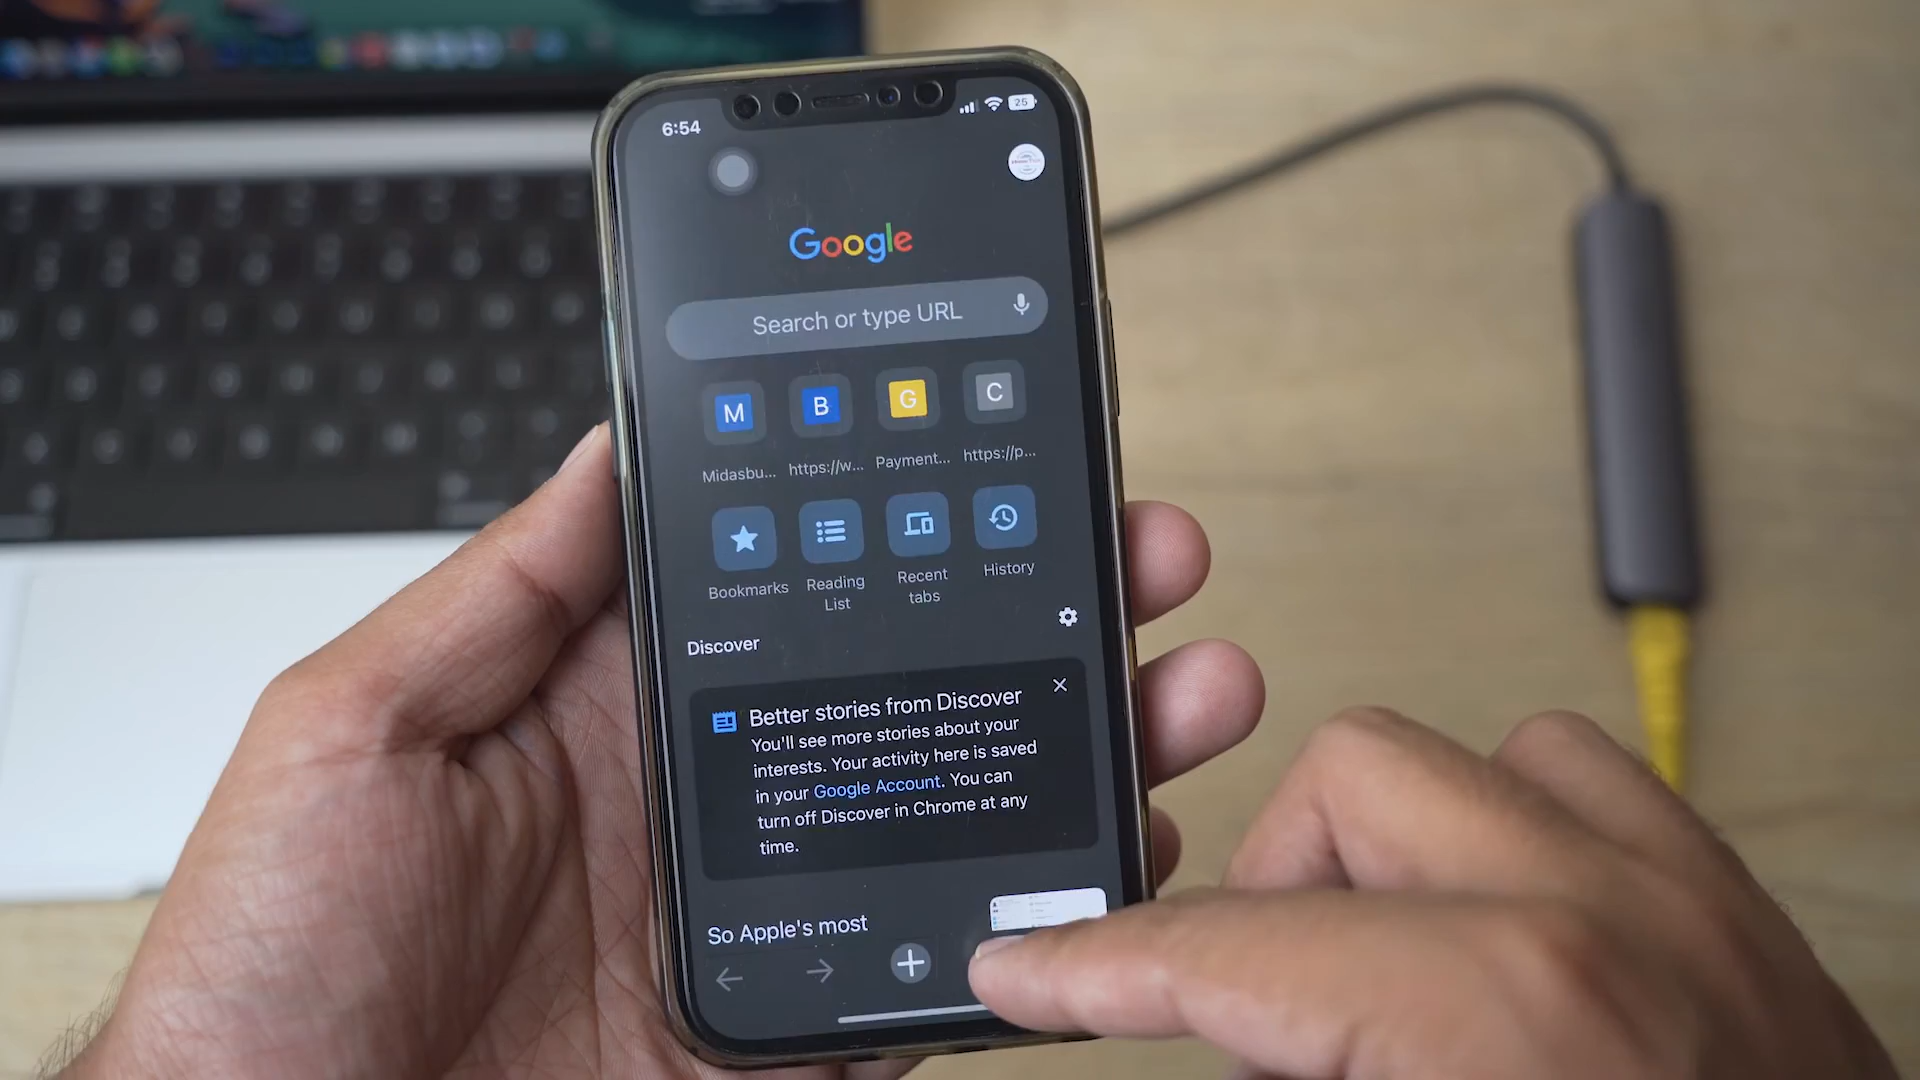 6:54
25
Google
Search or type URL
M
B
G
C
Midasbu...
https://w...
Payment...
https://p...
Bookmarks
Reading
List
Recent
tabs
History
Discover
Better stories from Discover
You'll see more stories about your
interests. Your activity here is saved
in your Google Account. You can
turn off Discover in Chrome at any
time.
So Apple's most